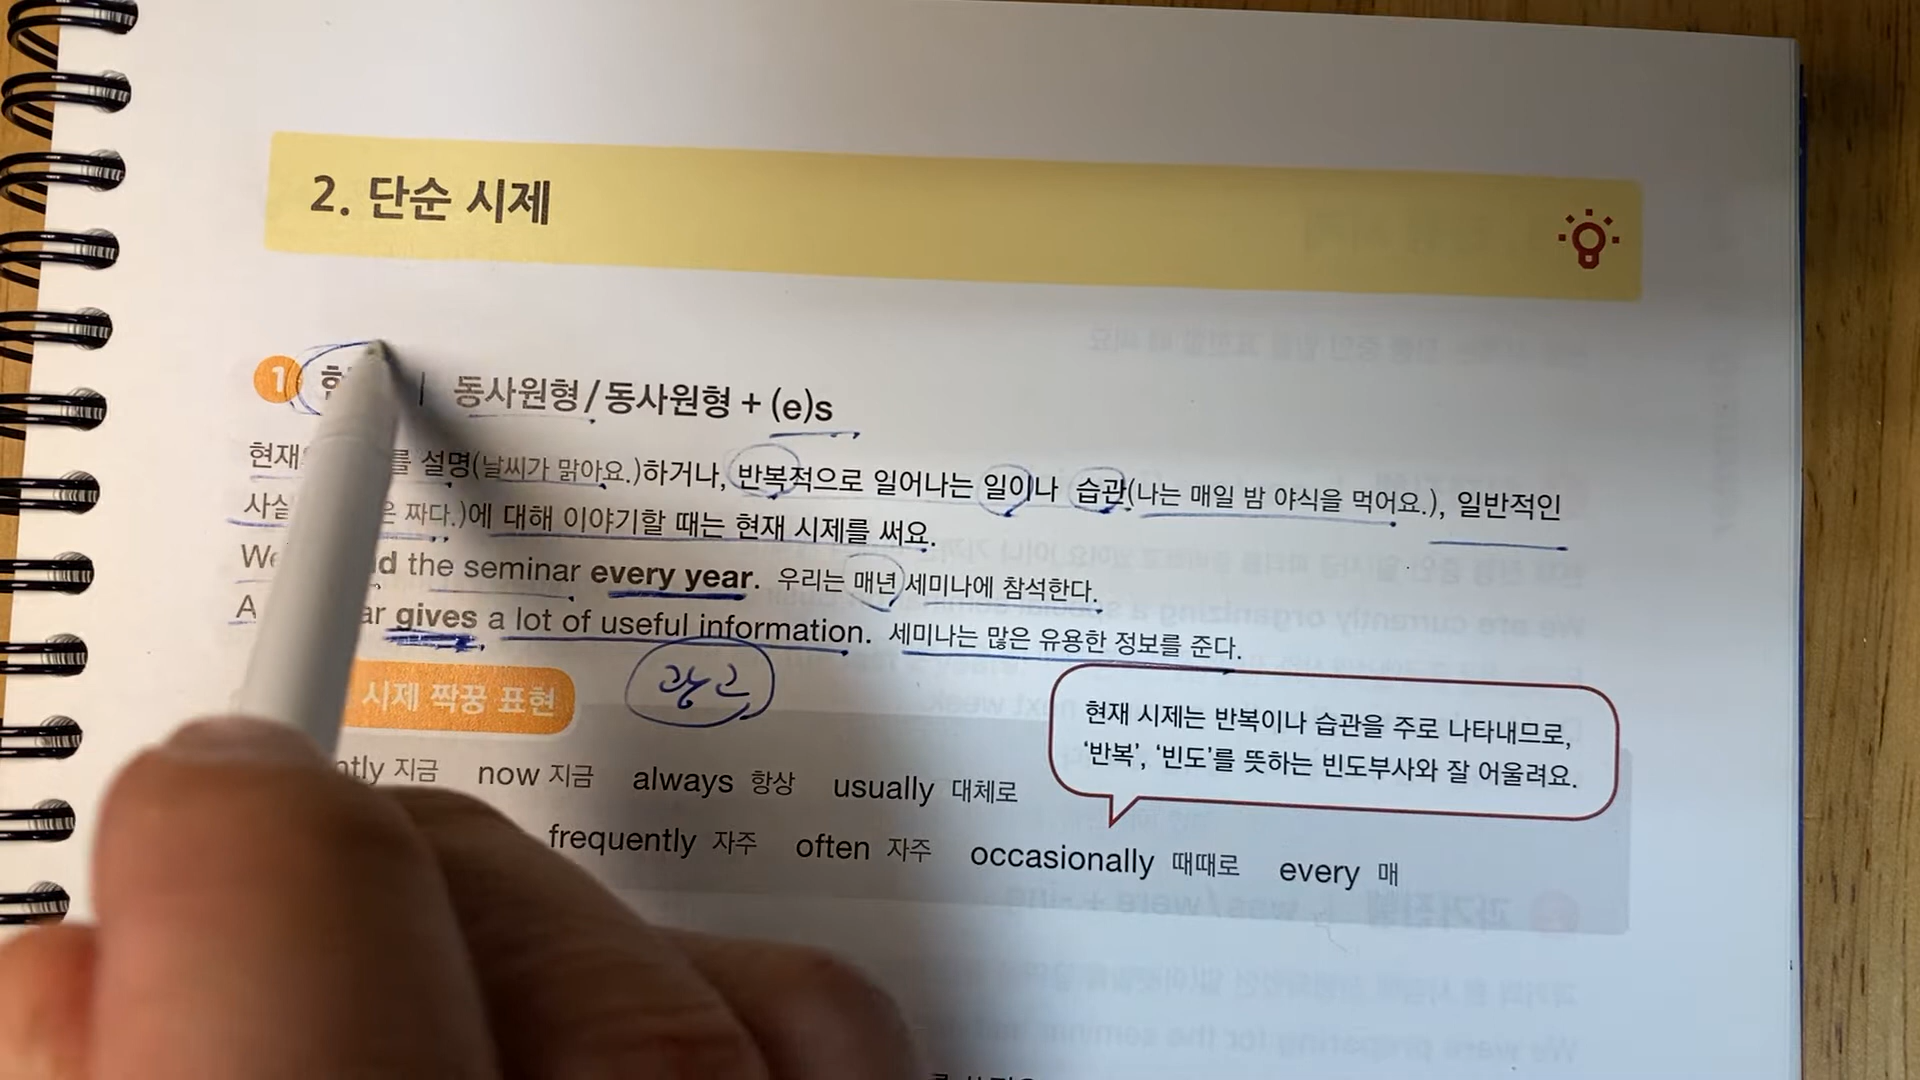 2. 단순 시제
1 | 동사원형/동사원형 + (e)s
를 설명(날씨가 맑아요.)하거나, 반복적으로 일어나는 일이나 습관(나는 매일 밤 야식을 먹어요.), 일반적인
사실 짜다.)에 대해 이야기할 때는 현재 시제를 써요.
the seminar every year. 우리는 매년 세미나에 참석한다.
gives a lot of useful information. 세미나는 많은 유용한 정보를 준다.
광고
시제 짝꿍 표현
현재 시제는 반복이나 습관을 주로 나타내므로,
‘반복’, ‘빈도’를 뜻하는 빈도부사와 잘 어울려요.
지금 now 지금 always 항상 usually 대체로
frequently 자주 often 자주 occasionally 때때로 every 매